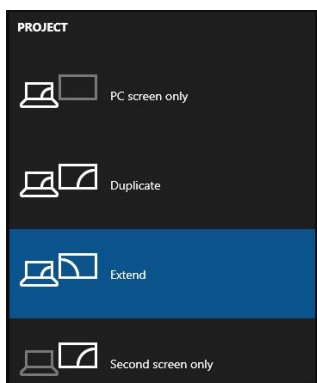 PROJECT
PC screen only
Duplicate
Extend
Second screen only